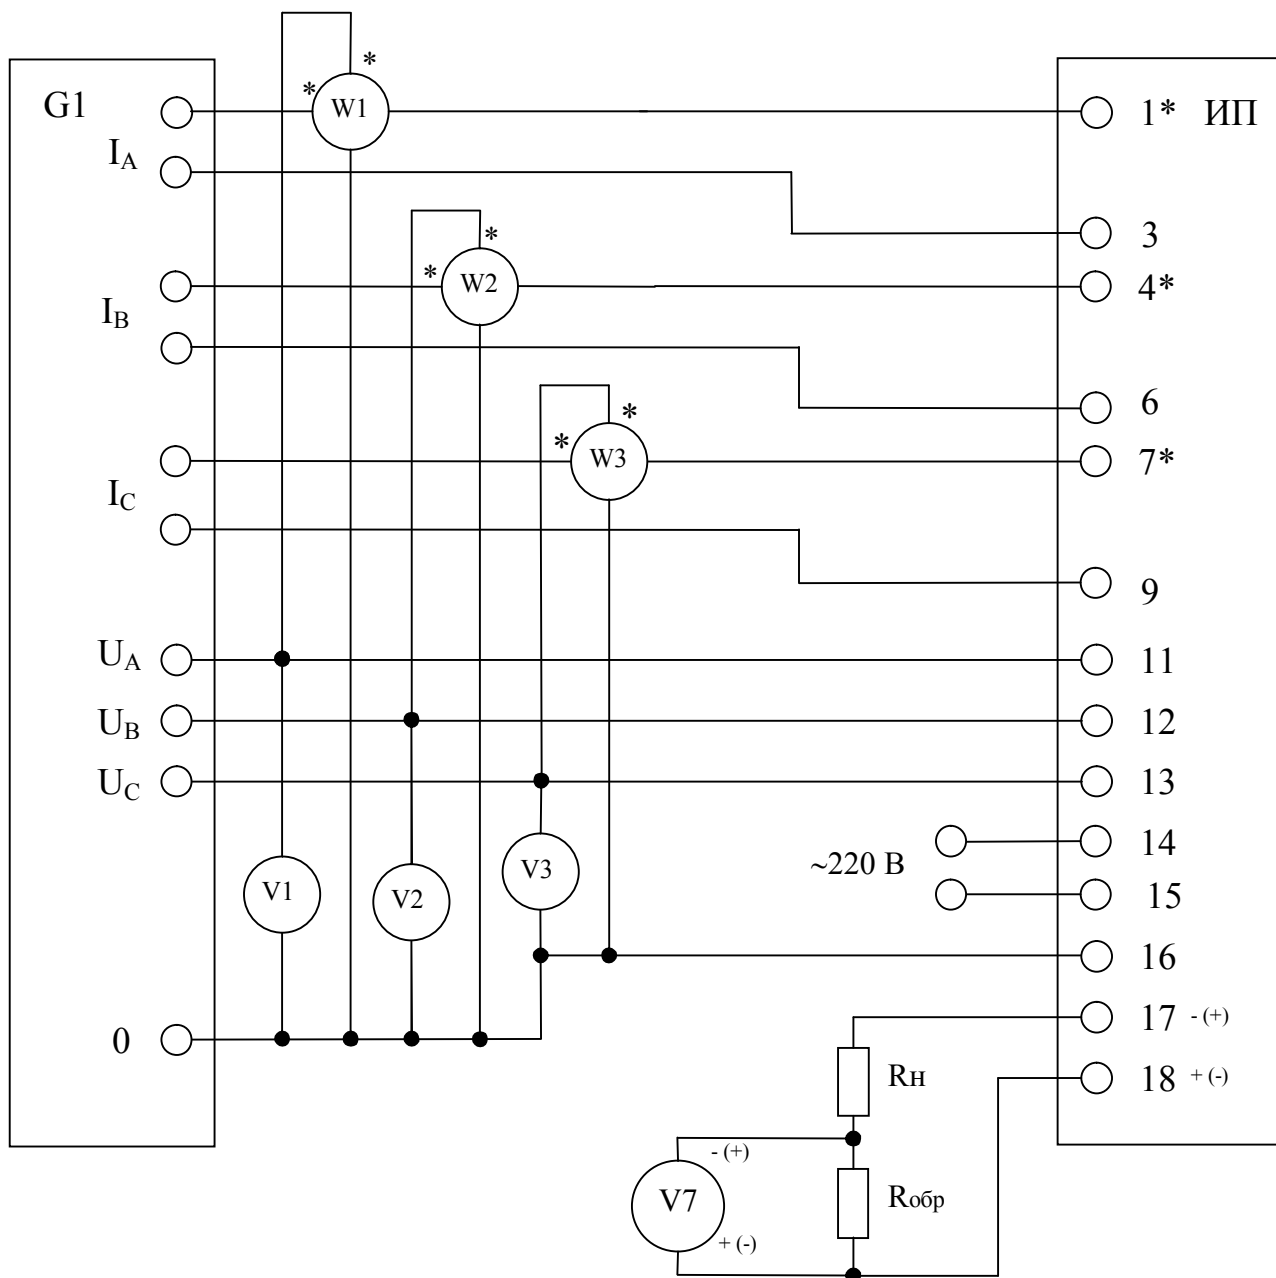 *
G1
*
W1
1* ИП
I_A
3
*
*
W2
4*
I_B
6
*
*
W3
7*
I_C
9
U_A
11
U_B
12
U_C
13
~220 В
14
V1
V2
V3
15
16
0
17 - (+)
Rн
18 + (-)
- (+)
V7
Rобр
+ (-)